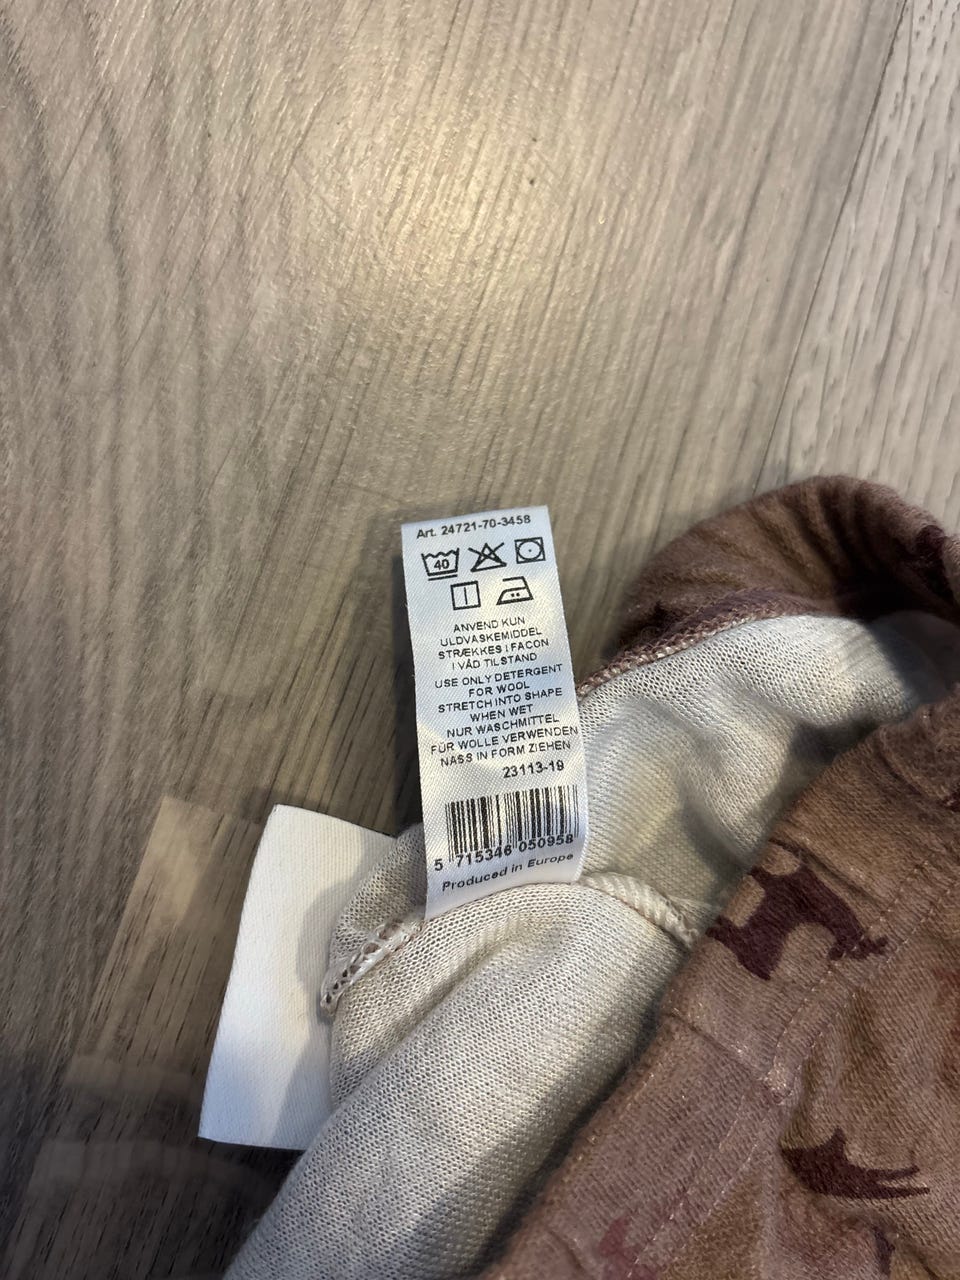 Art. 24721-70-3458
40
ANVEND KUN
ULDVASKEMIDDEL
STRÆKKES I FACON
I VÅD TILSTAND
USE ONLY DETERGENT
FOR WOOL
STRETCH INTO SHAPE
WHEN WET
NUR WASCHMITTEL
FÜR WOLLE VERWENDEN
NASS IN FORM ZIEHEN
23113-19
5 715346 050958
Produced in Europe